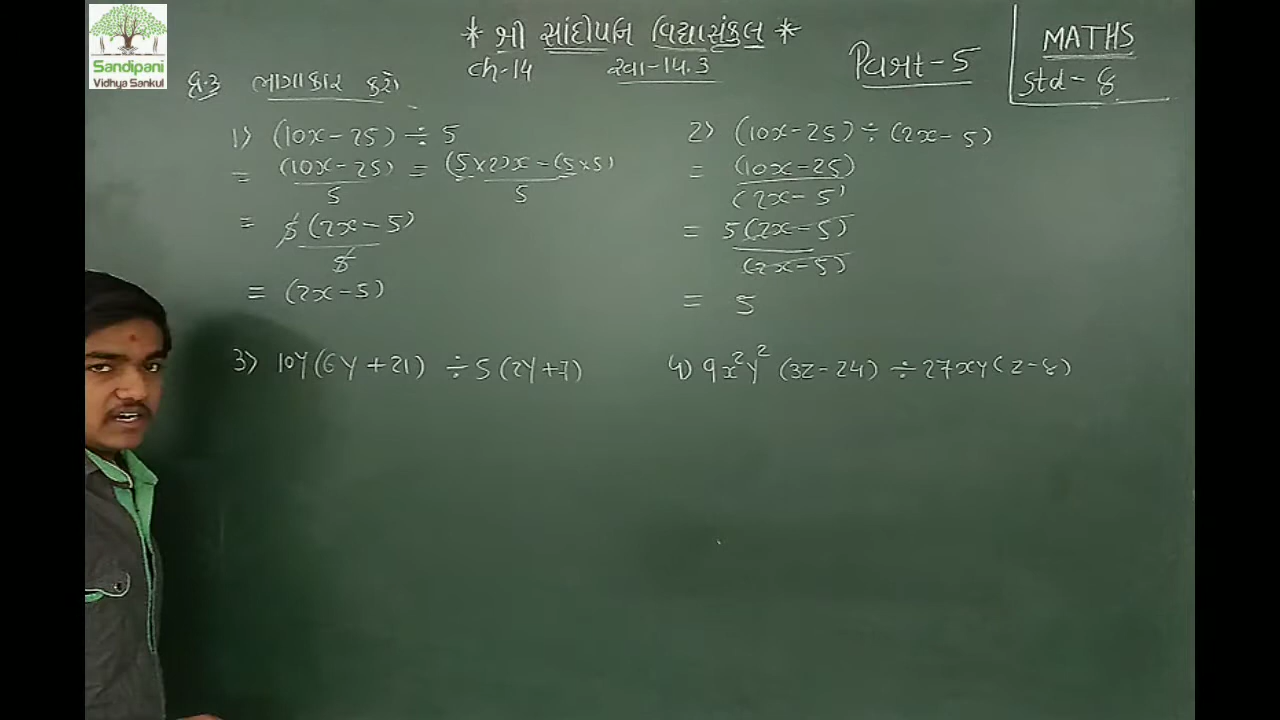 Sandipani
Vidhya Sankul
* શ્રી સાંદીપનિ વિદ્યાસંકુલ *
ch-14 સ્વા-14.3
MATHS
Std - 8
પ્ર.3 ભાગાકાર કરો
1) (10x - 25) ÷ 5
= (10x - 25) / 5 = (5×2)x - (5×5) / 5
= 5(2x - 5) / 5
= (2x - 5)
2) (10x - 25) ÷ (2x - 5)
= (10x - 25) / (2x - 5)
= 5(2x - 5) / (2x - 5)
= 5
3) 10y(6y + 21) ÷ 5(2y + 7)
4) 9x²y²(3z - 24) ÷ 27xy(z - 8)